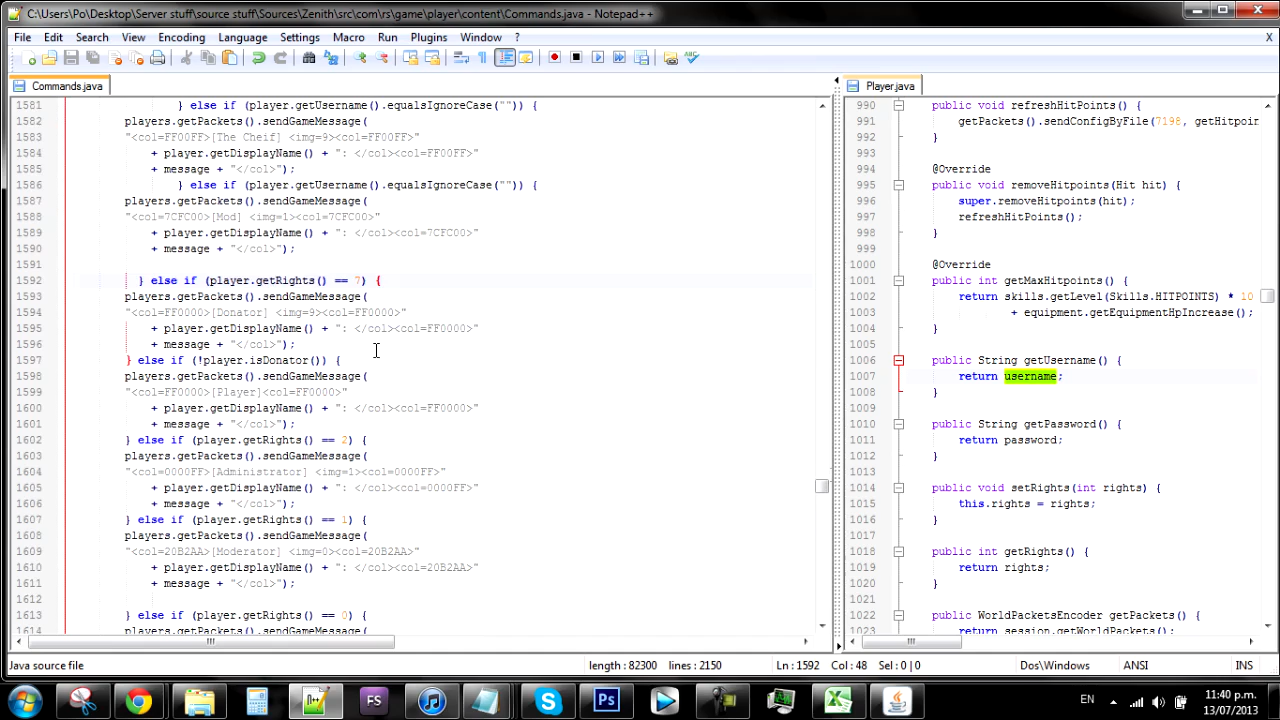 C:\Users\Po\Desktop\Server stuff\source stuff\Sources\Zenith\src\com\rs\game\player\content\Commands.java - Notepad++
File Edit Search View Encoding Language Settings Macro Run Plugins Window ? X
Commands.java
1581 } else if (player.getUsername().equalsIgnoreCase("")) {
1582 players.getPackets().sendGameMessage(
1583 "<col=FF00FF>[The Cheif] <img=9><col=FF00FF>"
1584 + player.getDisplayName() + ": </col><col=FF00FF>"
1585 + message + "</col>");
1586 } else if (player.getUsername().equalsIgnoreCase("")) {
1587 players.getPackets().sendGameMessage(
1588 "<col=7CFC00>[Mod] <img=1><col=7CFC00>"
1589 + player.getDisplayName() + ": </col><col=7CFC00>"
1590 + message + "</col>");
1591
1592 } else if (player.getRights() == 7) {
1593 players.getPackets().sendGameMessage(
1594 "<col=FF0000>[Donator] <img=9><col=FF0000>"
1595 + player.getDisplayName() + ": </col><col=FF0000>"
1596 + message + "</col>");
1597 } else if (!player.isDonator()) {
1598 players.getPackets().sendGameMessage(
1599 "<col=FF0000>[Player]<col=FF0000>"
1600 + player.getDisplayName() + ": </col><col=FF0000>"
1601 + message + "</col>");
1602 } else if (player.getRights() == 2) {
1603 players.getPackets().sendGameMessage(
1604 "<col=0000FF>[Administrator] <img=1><col=0000FF>"
1605 + player.getDisplayName() + ": </col><col=0000FF>"
1606 + message + "</col>");
1607 } else if (player.getRights() == 1) {
1608 players.getPackets().sendGameMessage(
1609 "<col=20B2AA>[Moderator] <img=0><col=20B2AA>"
1610 + player.getDisplayName() + ": </col><col=20B2AA>"
1611 + message + "</col>");
1612
1613 } else if (player.getRights() == 0) {
1614 players.getPackets().sendGameMessage(
Player.java
990 public void refreshHitPoints() {
991 getPackets().sendConfigByFile(7198, getHitpoin
992 }
993
994 @Override
995 public void removeHitpoints(Hit hit) {
996 super.removeHitpoints(hit);
997 refreshHitPoints();
998 }
999
1000 @Override
1001 public int getMaxHitpoints() {
1002 return skills.getLevel(Skills.HITPOINTS) * 10
1003 + equipment.getEquipmentHpIncrease();
1004 }
1005
1006 public String getUsername() {
1007 return username;
1008 }
1009
1010 public String getPassword() {
1011 return password;
1012 }
1013
1014 public void setRights(int rights) {
1015 this.rights = rights;
1016 }
1017
1018 public int getRights() {
1019 return rights;
1020 }
1021
1022 public WorldPacketsEncoder getPackets() {
1023 return session.getWorldPackets();
Java source file length : 82300 lines : 2150 Ln : 1592 Col : 48 Sel : 0 | 0 Dos\Windows ANSI INS
FS Ps EN 11:40 p.m.
13/07/2013